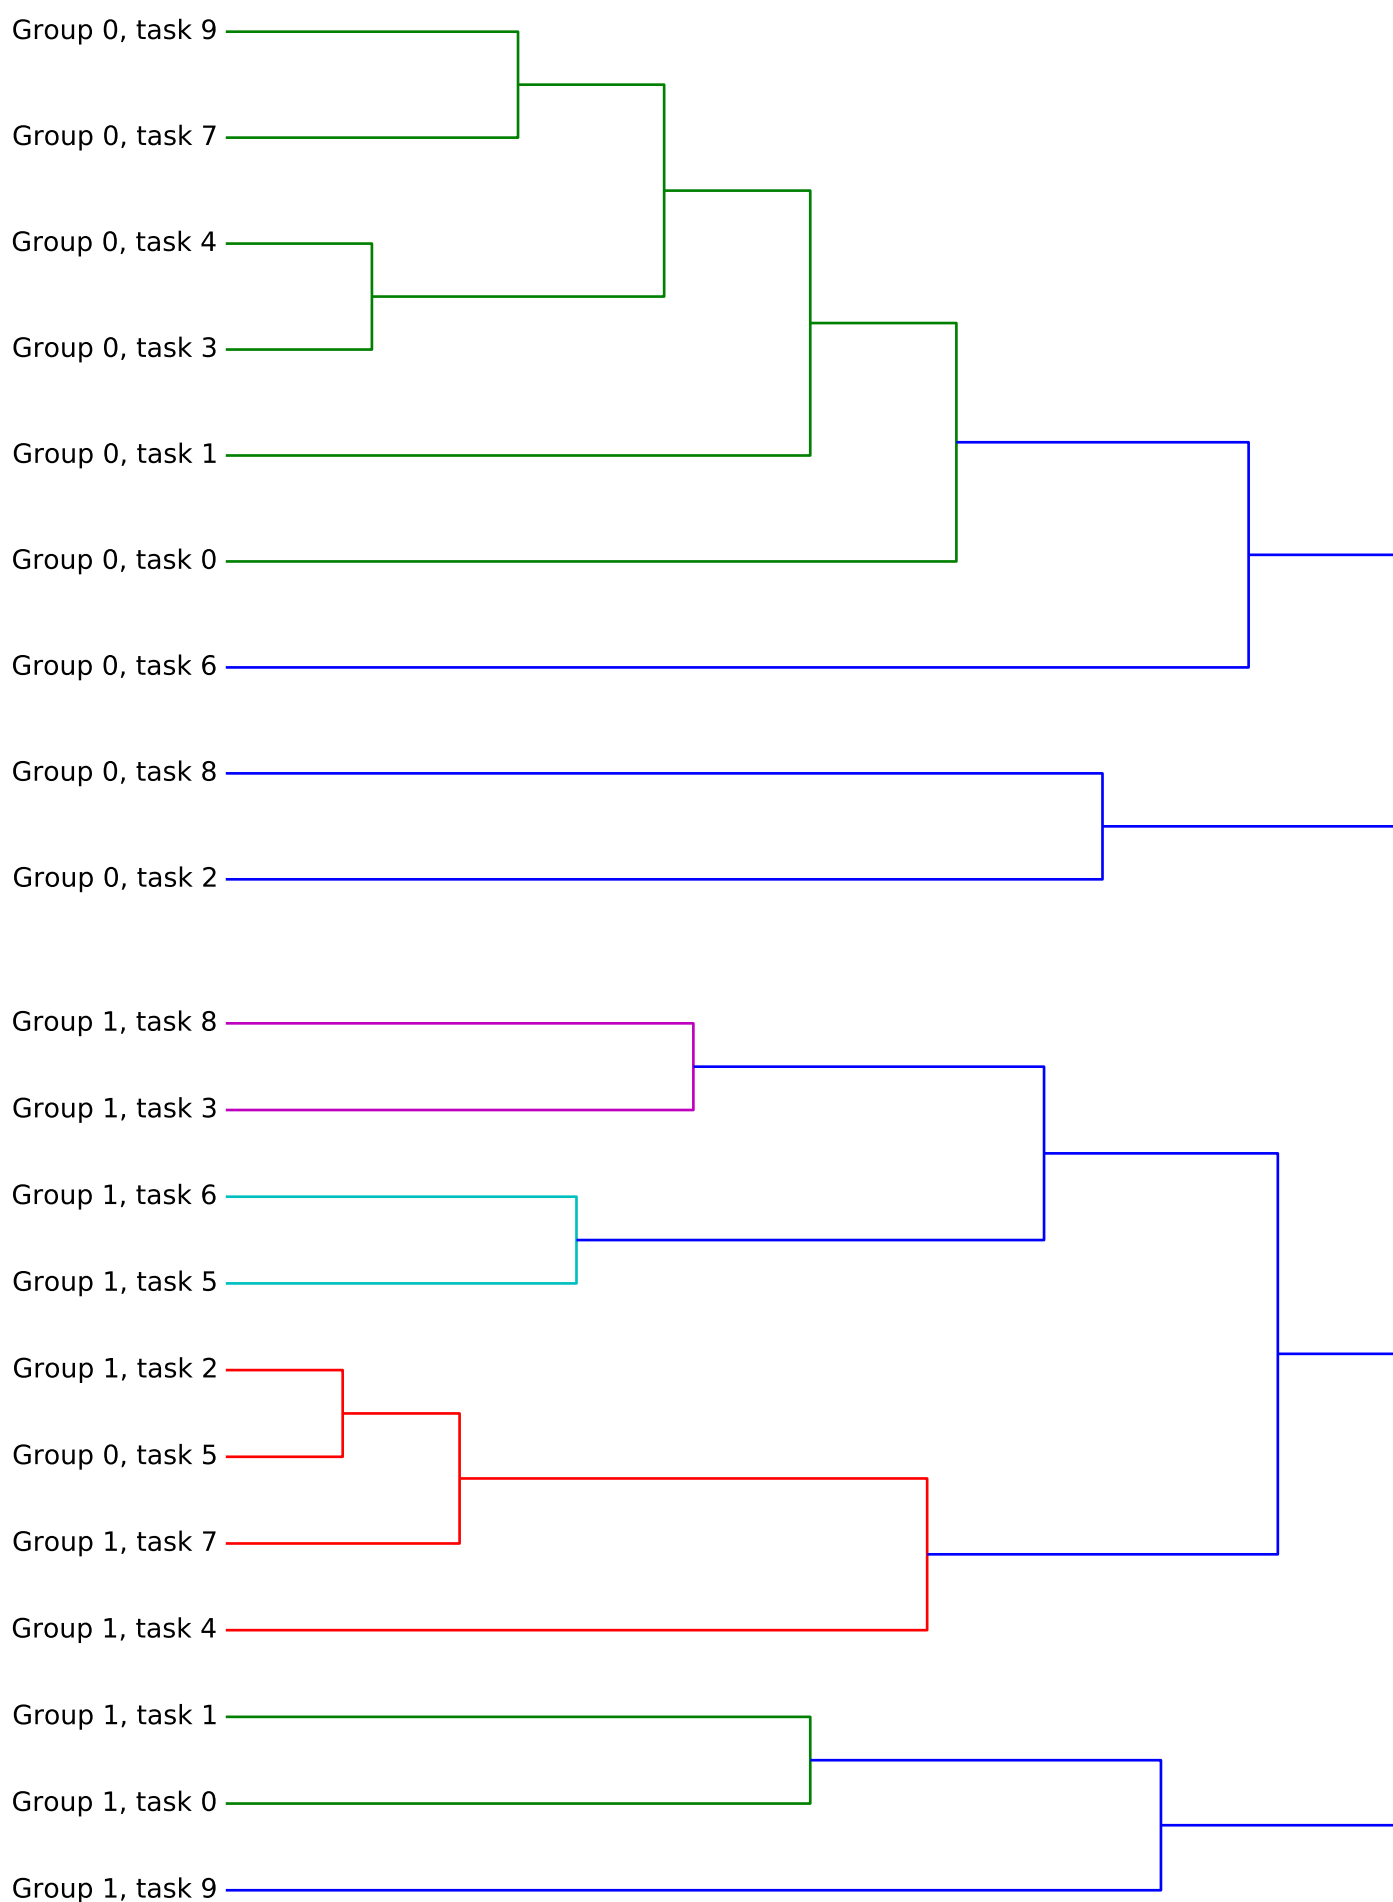 Group 0, task 9
Group 0, task 7
Group 0, task 4
Group 0, task 3
Group 0, task 1
Group 0, task 0
Group 0, task 6
Group 0, task 8
Group 0, task 2
Group 1, task 8
Group 1, task 3
Group 1, task 6
Group 1, task 5
Group 1, task 2
Group 0, task 5
Group 1, task 7
Group 1, task 4
Group 1, task 1
Group 1, task 0
Group 1, task 9